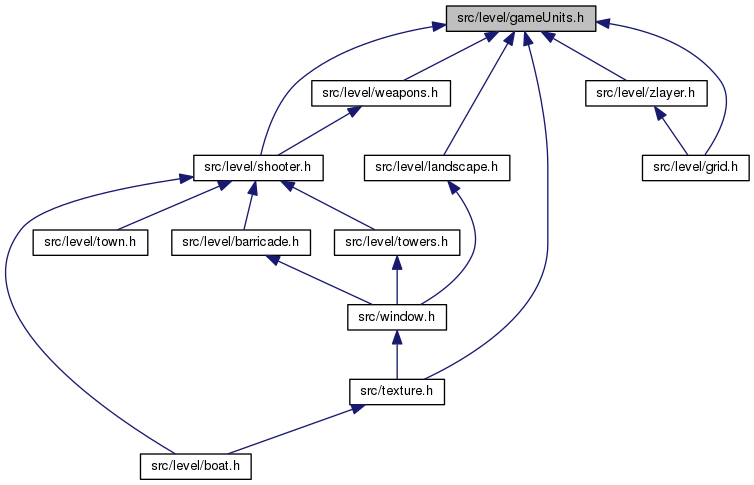 src/level/gameUnits.h
src/level/weapons.h
src/level/zlayer.h
src/level/shooter.h
src/level/landscape.h
src/level/grid.h
src/level/town.h
src/level/barricade.h
src/level/towers.h
src/window.h
src/texture.h
src/level/boat.h